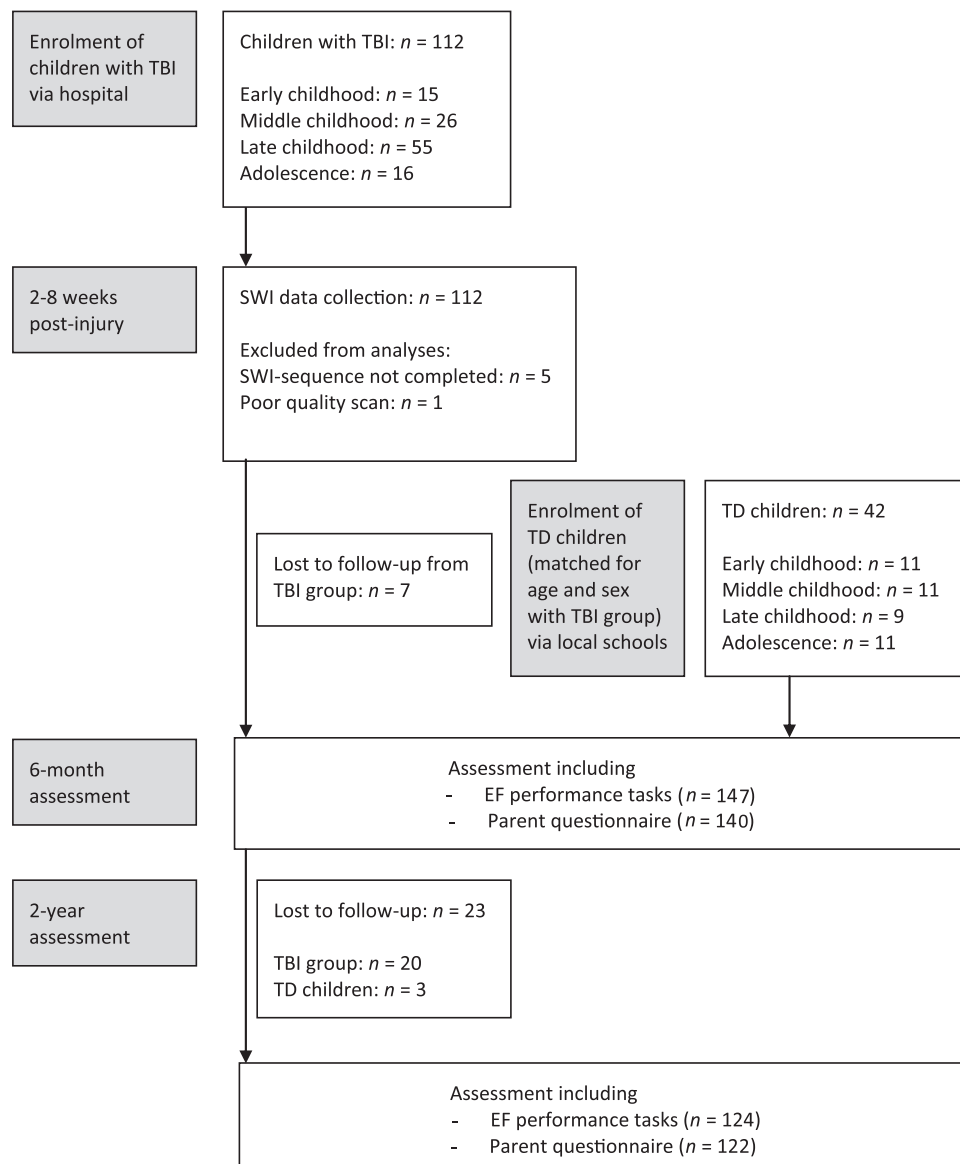 Enrolment of
children with TBI
via hospital
Children with TBI: n = 112
Early childhood: n = 15
Middle childhood: n = 26
Late childhood: n = 55
Adolescence: n = 16
2-8 weeks
post-injury
SWI data collection: n = 112
Excluded from analyses:
SWI-sequence not completed: n = 5
Poor quality scan: n = 1
Lost to follow-up from
TBI group: n = 7
Enrolment of
TD children
(matched for
age and sex
with TBI group)
via local schools
TD children: n = 42
Early childhood: n = 11
Middle childhood: n = 11
Late childhood: n = 9
Adolescence: n = 11
6-month
assessment
Assessment including
- EF performance tasks (n = 147)
- Parent questionnaire (n = 140)
2-year
assessment
Lost to follow-up: n = 23
TBI group: n = 20
TD children: n = 3
Assessment including
- EF performance tasks (n = 124)
- Parent questionnaire (n = 122)